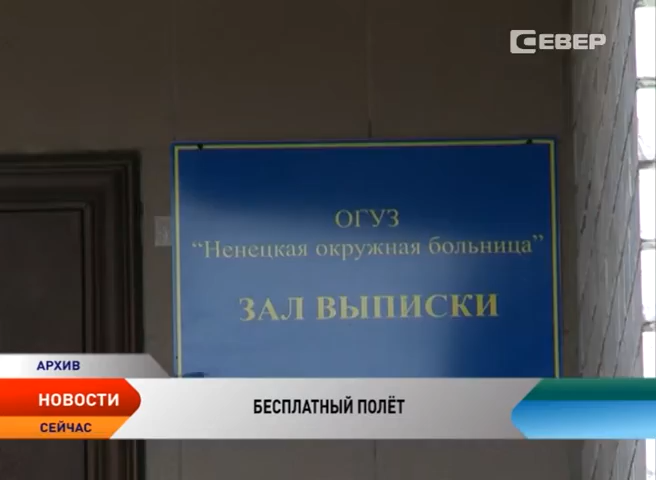 СЕВЕР
ОГУЗ
“Ненецкая окружная больница”
ЗАЛ ВЫПИСКИ
АРХИВ
НОВОСТИ
СЕЙЧАС
БЕСПЛАТНЫЙ ПОЛЁТ